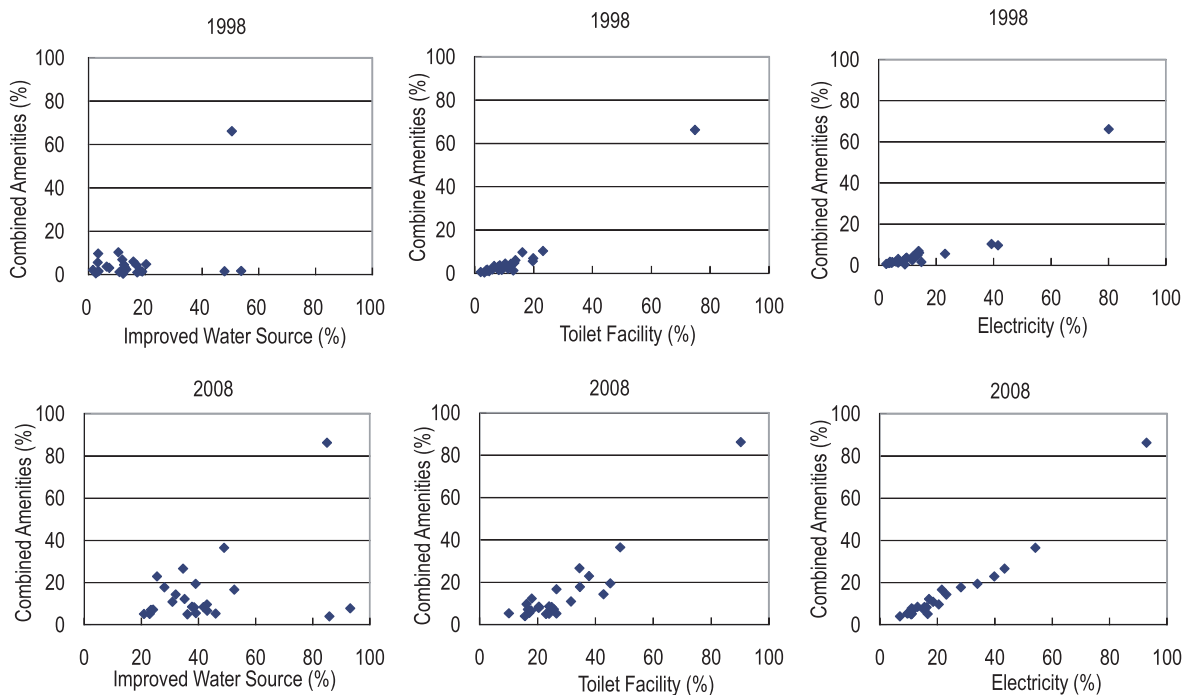 1998
Combined Amenities (%)
100
80
60
40
20
0
0 20 40 60 80 100
Improved Water Source (%)
1998
Combine Amenities (%)
100
80
60
40
20
0
0 20 40 60 80 100
Toilet Facility (%)
1998
Combined Amenities (%)
100
80
60
40
20
0
0 20 40 60 80 100
Electricity (%)
2008
Combined Amenities (%)
100
80
60
40
20
0
0 20 40 60 80 100
Improved Water Source (%)
2008
Combined Amenities (%)
100
80
60
40
20
0
0 20 40 60 80 100
Toilet Facility (%)
2008
Combined Amenities (%)
100
80
60
40
20
0
0 20 40 60 80 100
Electricity (%)